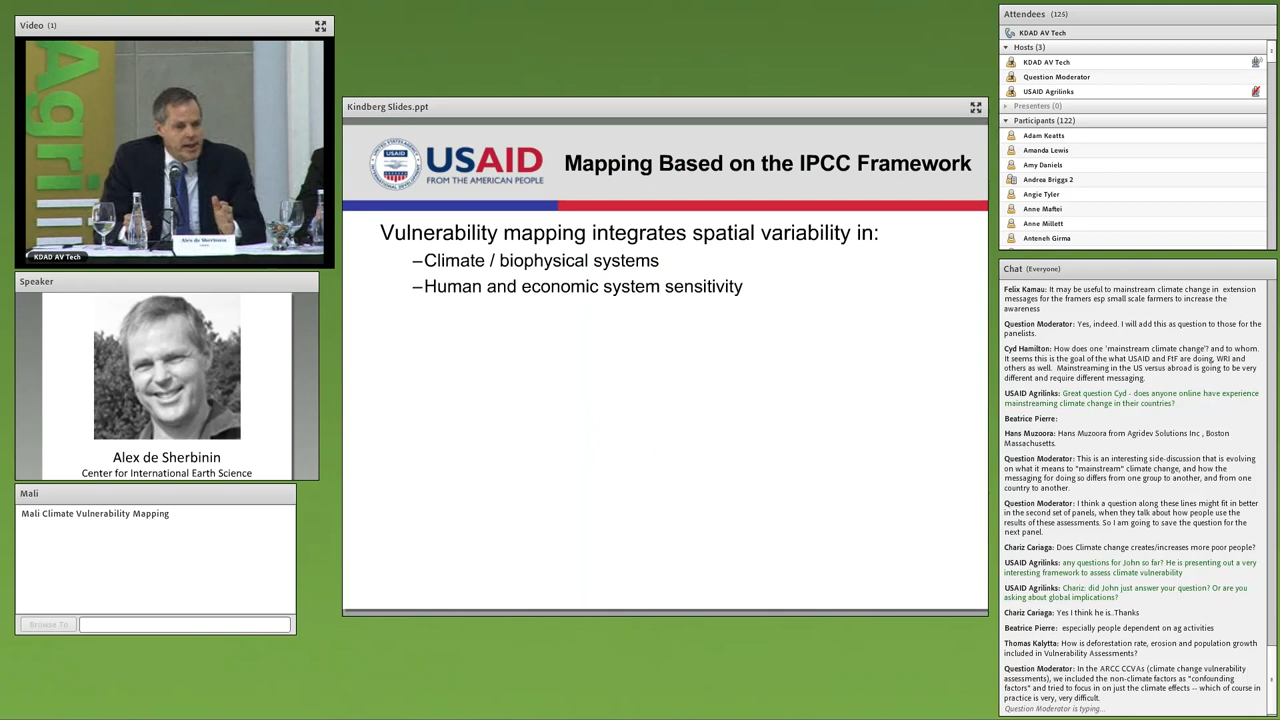 Video (1)
Agrilin
Alex de Sherbinin
KDAD AV Tech
Speaker
Alex de Sherbinin
Center for International Earth Science
Mali
Mali Climate Vulnerability Mapping
Browse To
Kindberg Slides.ppt
USAID
FROM THE AMERICAN PEOPLE
Mapping Based on the IPCC Framework
Vulnerability mapping integrates spatial variability in:
–Climate / biophysical systems
–Human and economic system sensitivity
Attendees (125)
KDAD AV Tech
Hosts (3)
KDAD AV Tech
Question Moderator
USAID Agrilinks
Presenters (0)
Participants (122)
Adam Keatts
Amanda Lewis
Amy Daniels
Andrea Briggs 2
Angie Tyler
Anne Maftei
Anne Millett
Anteneh Girma
Chat (Everyone)
Felix Kamau: It may be useful to mainstream climate change in extension
messages for the framers esp small scale farmers to increase the
awareness
Question Moderator: Yes, indeed. I will add this as question to those for the
panelists.
Cyd Hamilton: How does one 'mainstream climate change'? and to whom.
It seems this is the goal of the what USAID and FtF are doing, WRI and
others as well. Mainstreaming in the US versus abroad is going to be very
different and require different messaging.
USAID Agrilinks: Great question Cyd - does anyone online have experience
mainstreaming climate change in their countries?
Beatrice Pierre:
Hans Muzoora: Hans Muzoora from Agridev Solutions Inc , Boston
Massachusetts.
Question Moderator: This is an interesting side-discussion that is evolving
on what it means to "mainstream" climate change, and how the
messaging for doing so differs from one group to another, and from one
country to another.
Question Moderator: I think a question along these lines might fit in better
in the second set of panels, when they talk about how people use the
results of these assessments. So I am going to save the question for the
next panel.
Chariz Cariaga: Does Climate change creates/increases more poor people?
USAID Agrilinks: any questions for John so far? He is presenting out a very
interesting framework to assess climate vulnerability
USAID Agrilinks: Chariz: did John just answer your question? Or are you
asking about global implications?
Chariz Cariaga: Yes I think he is..Thanks
Beatrice Pierre: especially people dependent on ag activities
Thomas Kalytta: How is deforestation rate, erosion and population growth
included in Vulnerability Assessments?
Question Moderator: In the ARCC CCVAs (climate change vulnerability
assessments), we included the non-climate factors as "confounding
factors" and tried to focus in on just the climate effects -- which of course in
practice is very, very difficult.
Question Moderator is typing...